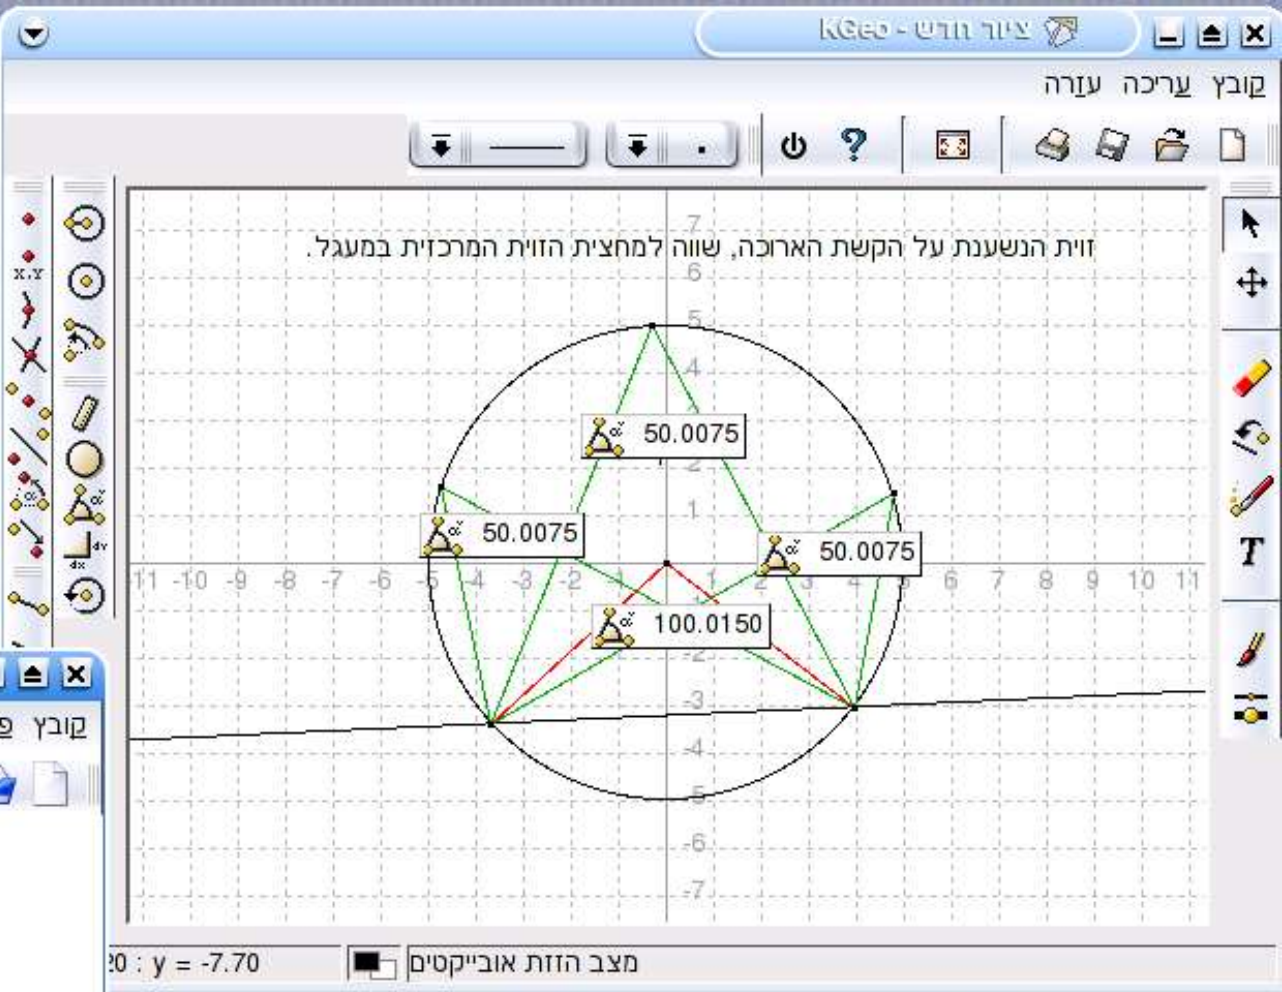 ציור חדש - KGeo
קובץ עריכה עזרה
זוית הנשענת על הקשת הארוכה, שווה למחצית הזוית המרכזית במעגל.
X,Y
7
6
5
4
50.0075
2
1
50.0075
50.0075
-11 -10 -9 -8 -7 -6 -5 -4 -3 -2 1 2 3 4 5 6 7 8 9 10 11
100.0150
-2
-3
-4
-5
-6
-7
dy
dx
T
קובץ
20 : y = -7.70
מצב הזזת אובייקטים